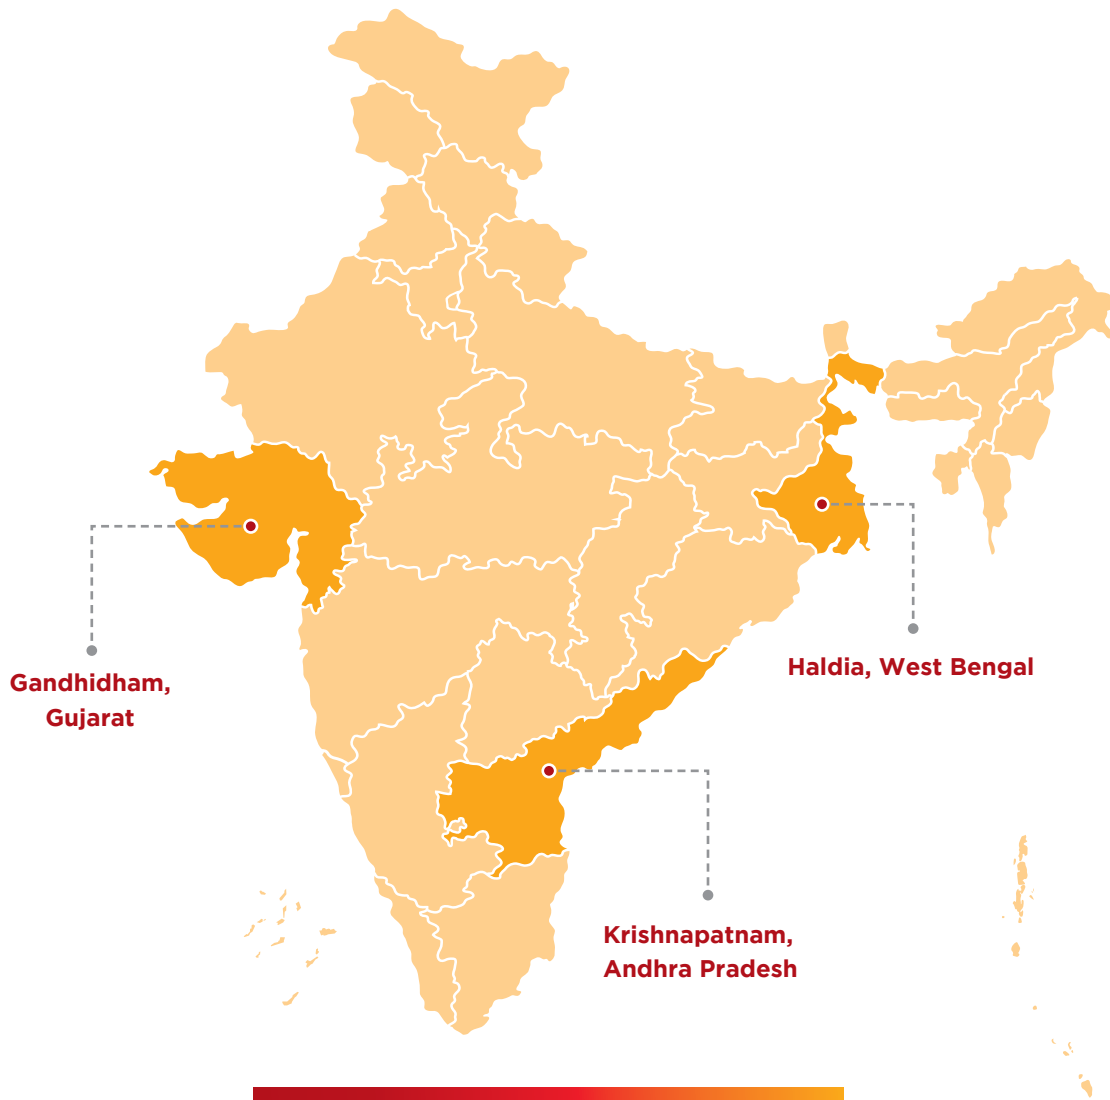 Gandhidham,
Gujarat
Haldia, West Bengal
Krishnapatnam,
Andhra Pradesh